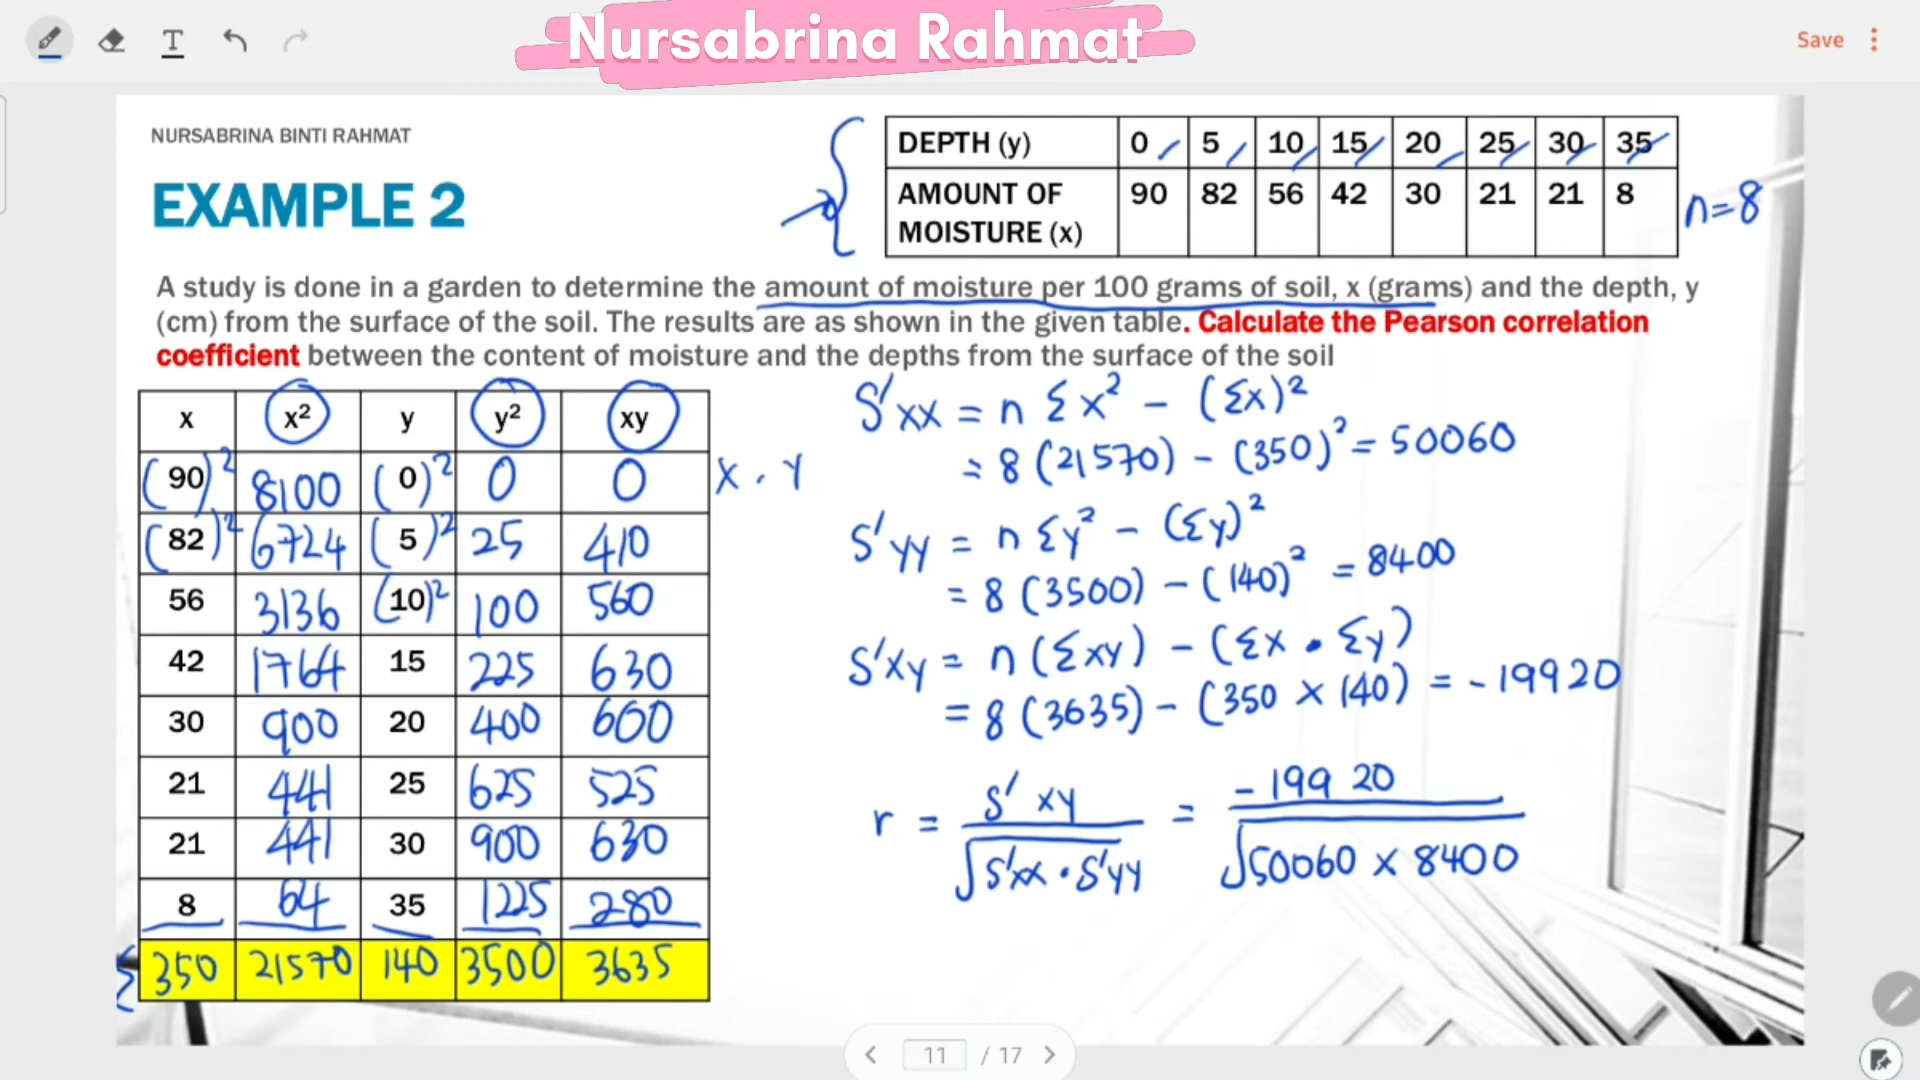 Nursabrina Rahmat
T
Save
NURSABRINA BINTI RAHMAT
EXAMPLE 2
DEPTH (y) 0 5 10 15 20 25 30 35
AMOUNT OF MOISTURE (x) 90 82 56 42 30 21 21 8
n=8
A study is done in a garden to determine the amount of moisture per 100 grams of soil, x (grams) and the depth, y
(cm) from the surface of the soil. The results are as shown in the given table. Calculate the Pearson correlation
coefficient between the content of moisture and the depths from the surface of the soil
x x² y y² xy
(90)² 8100 (0)² 0 0
(82)² 6724 (5)² 25 410
56 3136 (10)² 100 560
42 1764 15 225 630
30 900 20 400 600
21 441 25 625 525
21 441 30 900 630
8 64 35 1225 280
Σ 350 21570 140 3500 3635
x . y
S'xx = n Σx² - (Σx)²
= 8 (21570) - (350)² = 50060
S'yy = n Σy² - (Σy)²
= 8 (3500) - (140)² = 8400
S'xy = n (Σxy) - (Σx • Σy)
= 8 (3635) - (350 × 140) = -19920
r = S'xy / √S'xx • S'yy = -19920 / √50060 × 8400
11 / 17